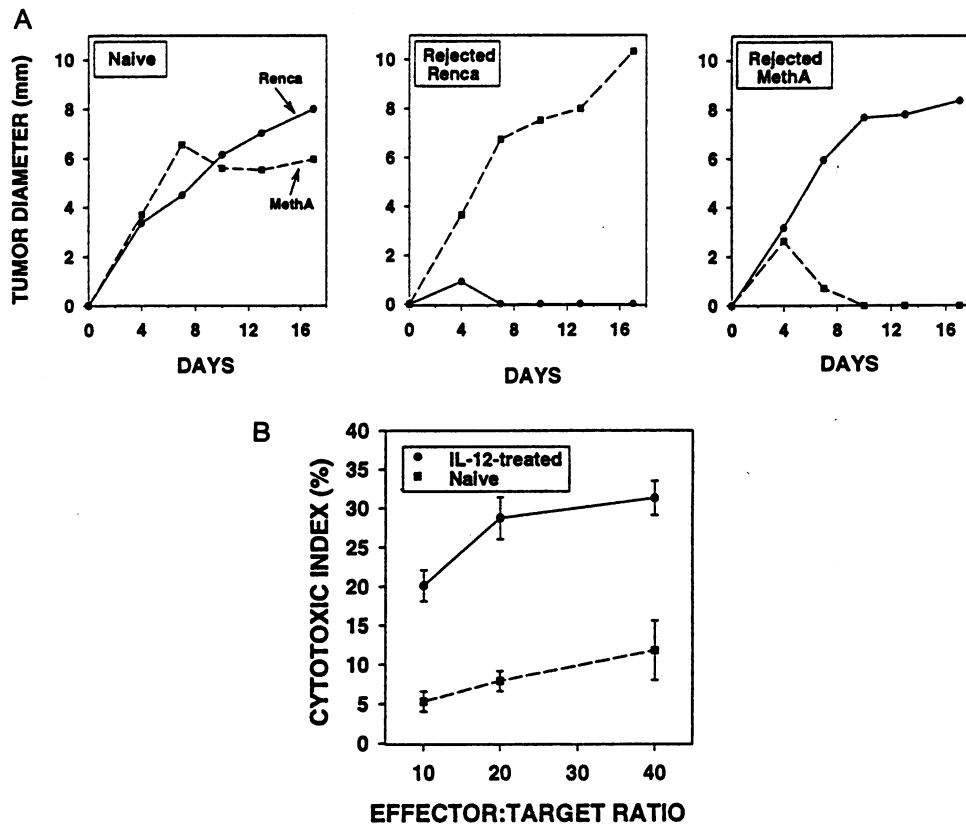 A
TUMOR DIAMETER (mm)
10
8
6
4
2
0
Naive
Renca
MethA
0 4 8 12 16
DAYS
10
8
6
4
2
0
Rejected
Renca
0 4 8 12 16
DAYS
10
8
6
4
2
0
Rejected
MethA
0 4 8 12 16
DAYS
B
CYTOTOXIC INDEX (%)
40
35
30
25
20
15
10
5
0
IL-12-treated
Naive
10 20 30 40
EFFECTOR:TARGET RATIO